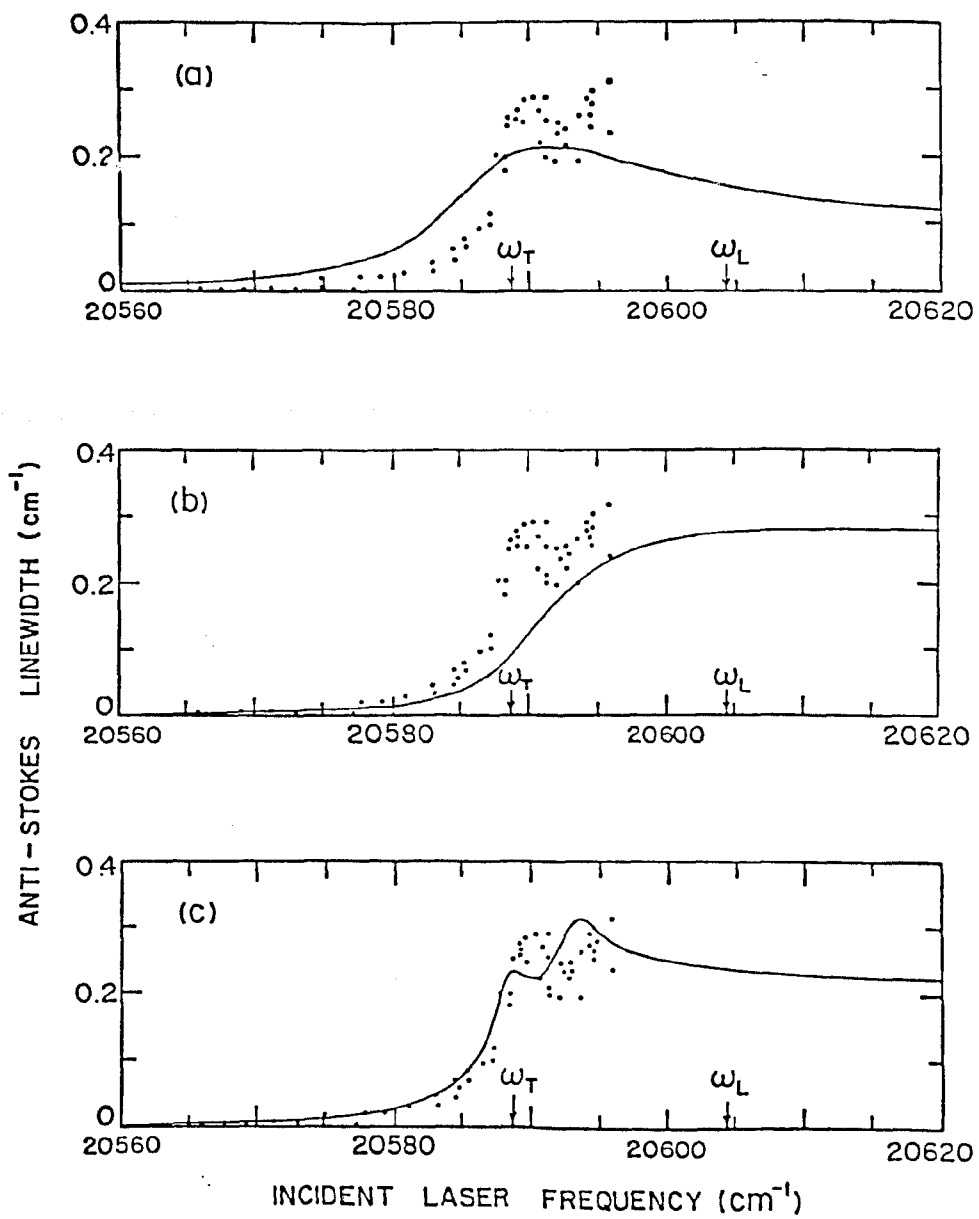 0.4
(a)
0.2
ωT
ωL
0
20560
20580
20600
20620
0.4
(b)
0.2
ωT
ωL
0
20560
20580
20600
20620
0.4
(c)
0.2
ωT
ωL
0
20560
20580
20600
20620
ANTI-STOKES LINEWIDTH (cm⁻¹)
INCIDENT LASER FREQUENCY (cm⁻¹)